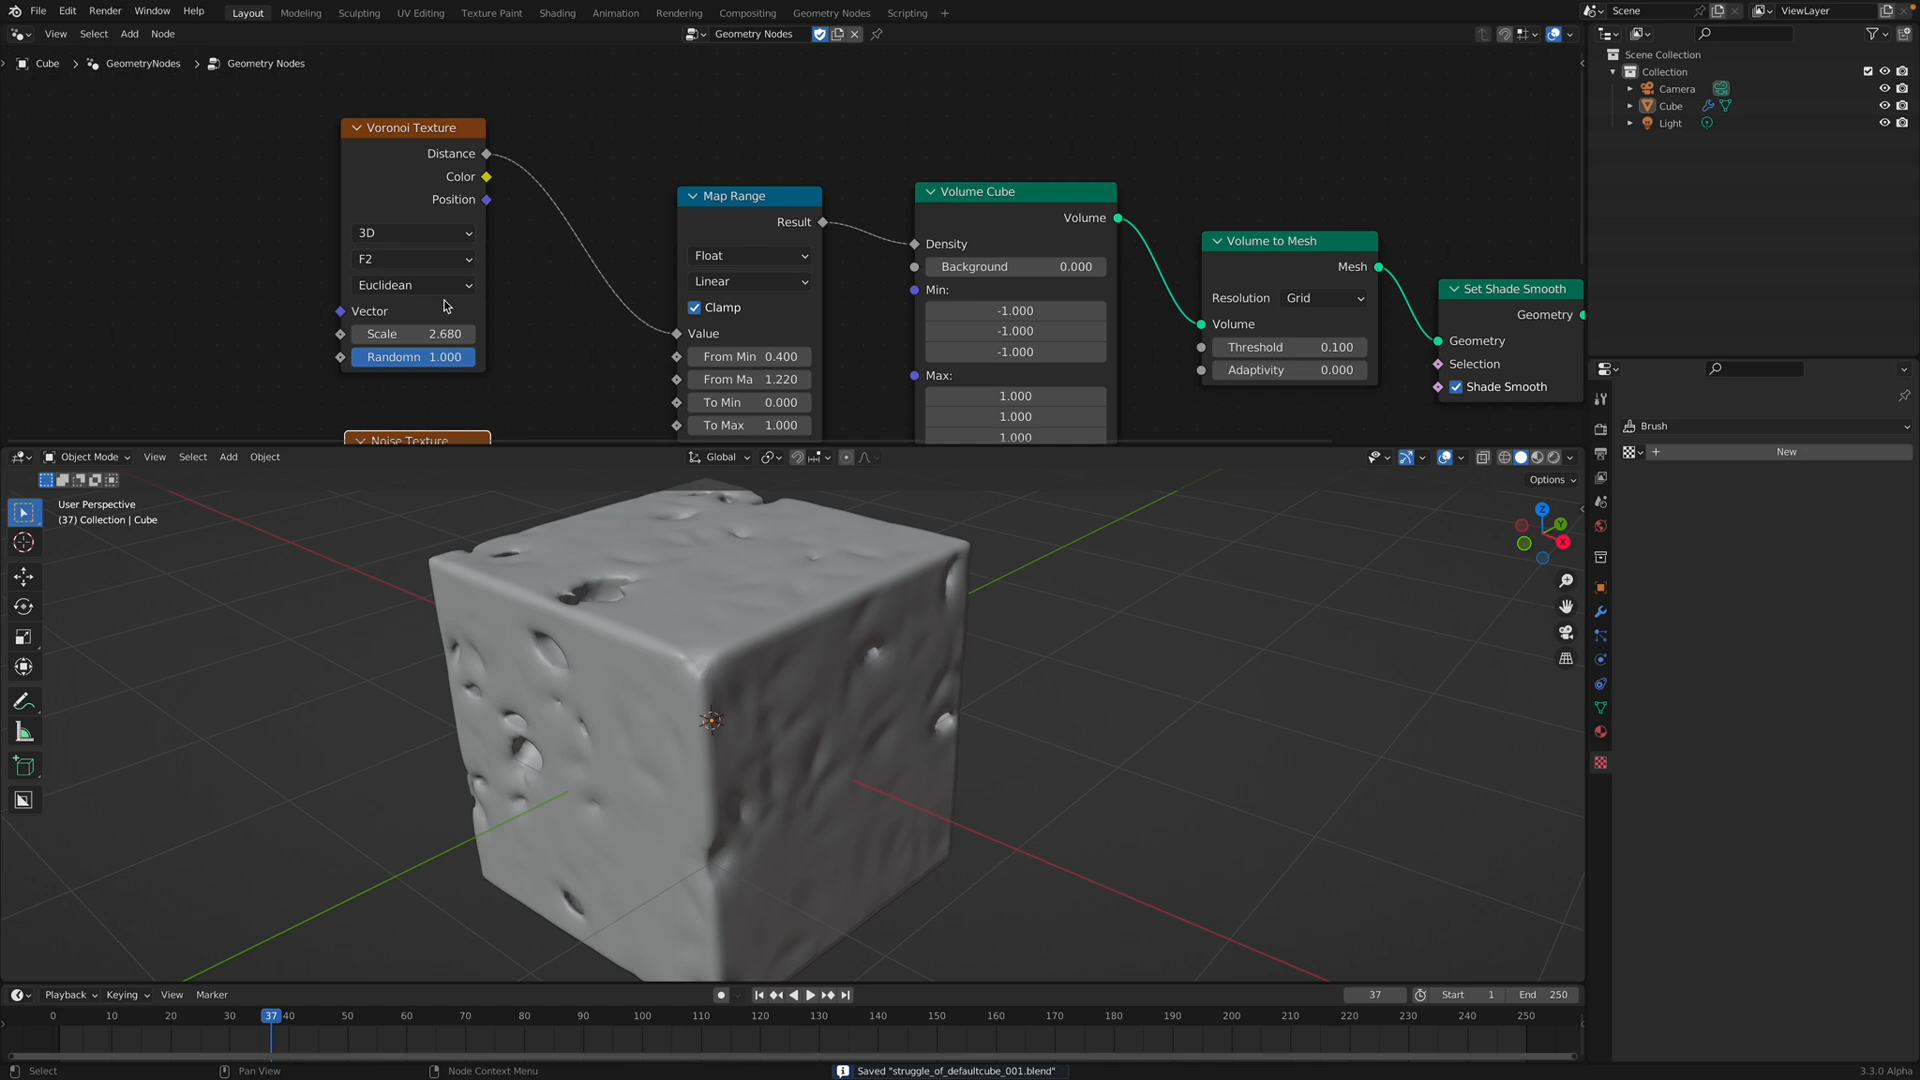 File Edit Render Window Help Layout Modeling Sculpting UV Editing Texture Paint Shading Animation Rendering Compositing Geometry Nodes Scripting + Scene ViewLayer
View Select Add Node Geometry Nodes
Cube > GeometryNodes > Geometry Nodes
Scene Collection
Collection
Camera
Cube
Light
Voronoi Texture
Distance
Color
Position
3D
F2
Euclidean
Vector
Scale 2.680
Randomn 1.000
Noise Texture
Map Range
Result
Float
Linear
Clamp
Value
From Min 0.400
From Ma 1.220
To Min 0.000
To Max 1.000
Volume Cube
Volume
Density
Background 0.000
Min:
-1.000
-1.000
-1.000
Max:
1.000
1.000
1.000
Volume to Mesh
Mesh
Resolution Grid
Volume
Threshold 0.100
Adaptivity 0.000
Set Shade Smooth
Geometry
Geometry
Selection
Shade Smooth
Brush
+ New
Object Mode View Select Add Object Global
Options
User Perspective
(37) Collection | Cube
Z
Y
X
Playback Keying View Marker 37 Start 1 End 250
0 10 20 30 37 40 50 60 70 80 90 100 110 120 130 140 150 160 170 180 190 200 210 220 230 240 250
Select Pan View Node Context Menu Saved "struggle_of_defaultcube_001.blend" 3.3.0 Alpha